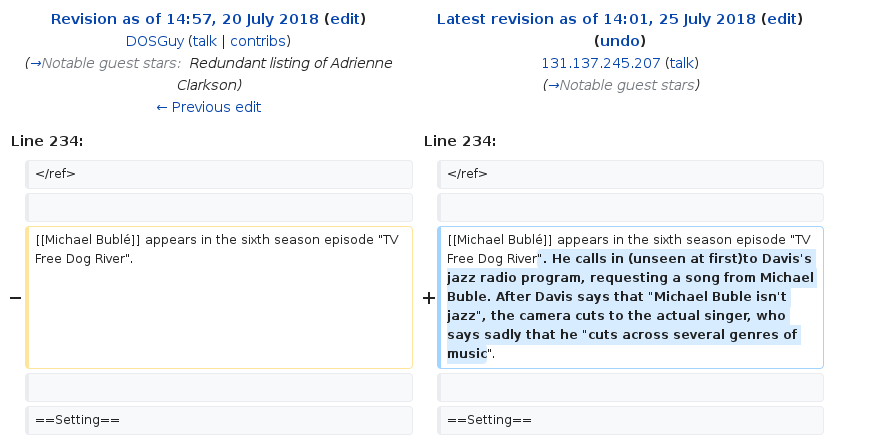 Revision as of 14:57, 20 July 2018 (edit)
DOSGuy (talk | contribs)
(→Notable guest stars: Redundant listing of Adrienne
Clarkson)
← Previous edit
Latest revision as of 14:01, 25 July 2018 (edit)
(undo)
131.137.245.207 (talk)
(→Notable guest stars)
Line 234:
Line 234:
</ref>
</ref>
−
[[Michael Bublé]] appears in the sixth season episode "TV
Free Dog River".
+
[[Michael Bublé]] appears in the sixth season episode "TV
Free Dog River". He calls in (unseen at first)to Davis's
jazz radio program, requesting a song from Michael
Buble. After Davis says that "Michael Buble isn't
jazz", the camera cuts to the actual singer, who
says sadly that he "cuts across several genres of
music".
==Setting==
==Setting==